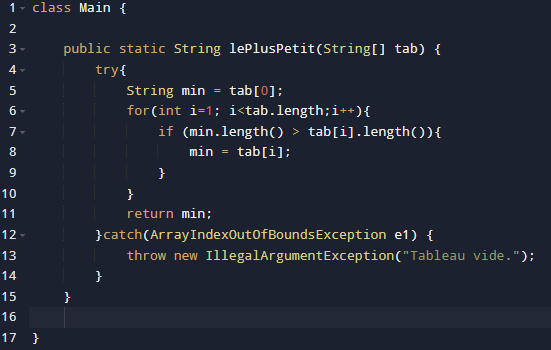 1 class Main {
2
3     public static String lePlusPetit(String[] tab) {
4         try{
5             String min = tab[0];
6             for(int i=1; i<tab.length;i++){
7                 if (min.length() > tab[i].length()){
8                     min = tab[i];
9                 }
10             }
11             return min;
12         }catch(ArrayIndexOutOfBoundsException e1) {
13             throw new IllegalArgumentException("Tableau vide.");
14         }
15     }
16
17 }